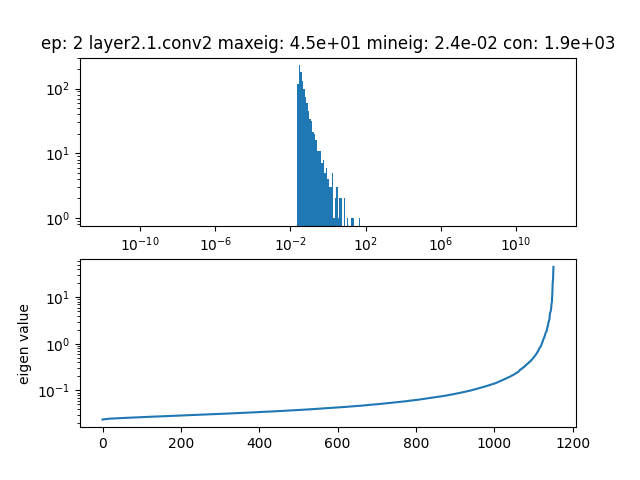 ep: 2 layer2.1.conv2 maxeig: 4.5e+01 mineig: 2.4e-02 con: 1.9e+03
10²
10¹
10⁰
10⁻¹⁰ 10⁻⁶ 10⁻² 10² 10⁶ 10¹⁰
eigen value
10¹
10⁰
10⁻¹
0 200 400 600 800 1000 1200